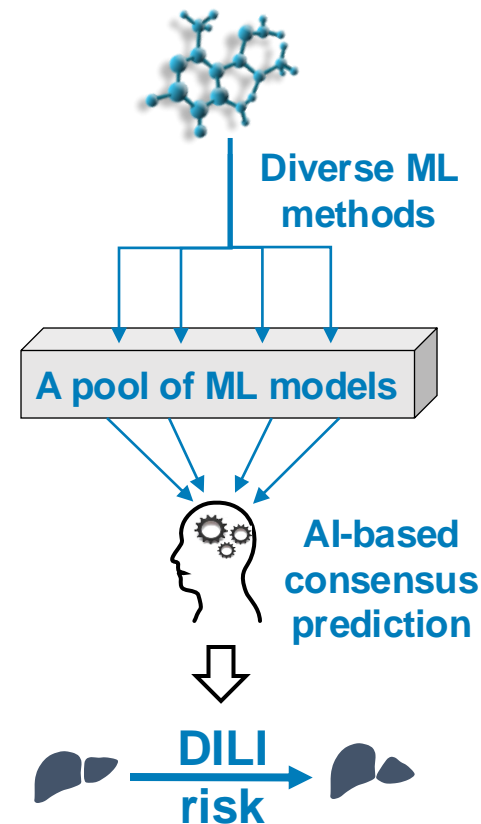 Diverse ML
methods
A pool of ML models
AI-based
consensus
prediction
DILI
risk